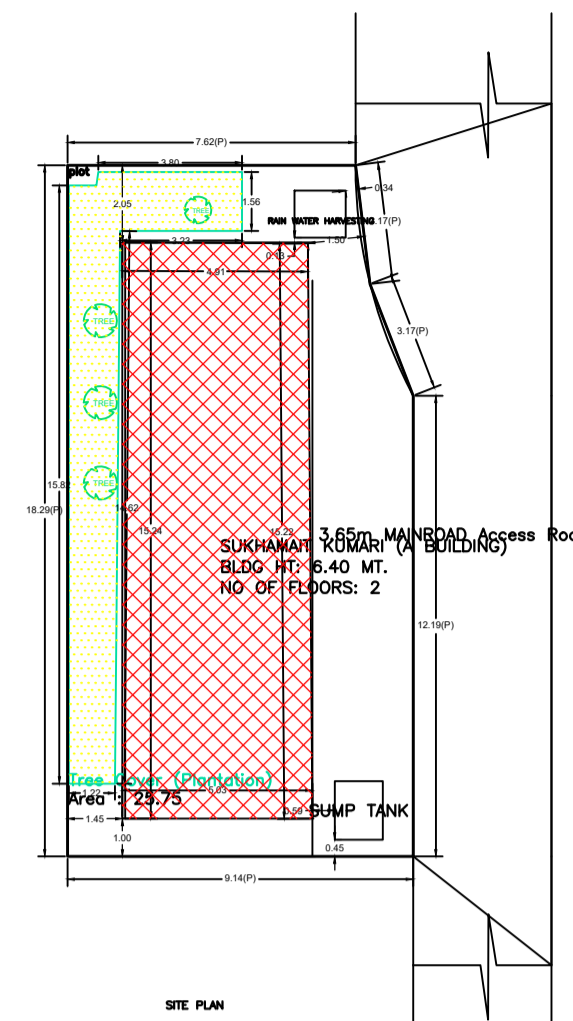 7.62(P)
3.80
plot
0.34
2.05
1.56
TREE
RAIN WATER HARVESTING
3.17(P)
3.23
1.50
0.13
4.91
3.17(P)
TREE
TREE
TREE
15.82
14.62
18.29(P)
15.24
15.22
3.65m MAINROAD Access Roa
SUKHAMAIT KUMARI (A BUILDING)
BLDG HT: 6.40 MT.
NO OF FLOORS: 2
12.19(P)
Tree Cover (Plantation)
1.22
5.03
Area : 25.75
0.59
SUMP TANK
1.45
1.00
0.45
9.14(P)
SITE PLAN